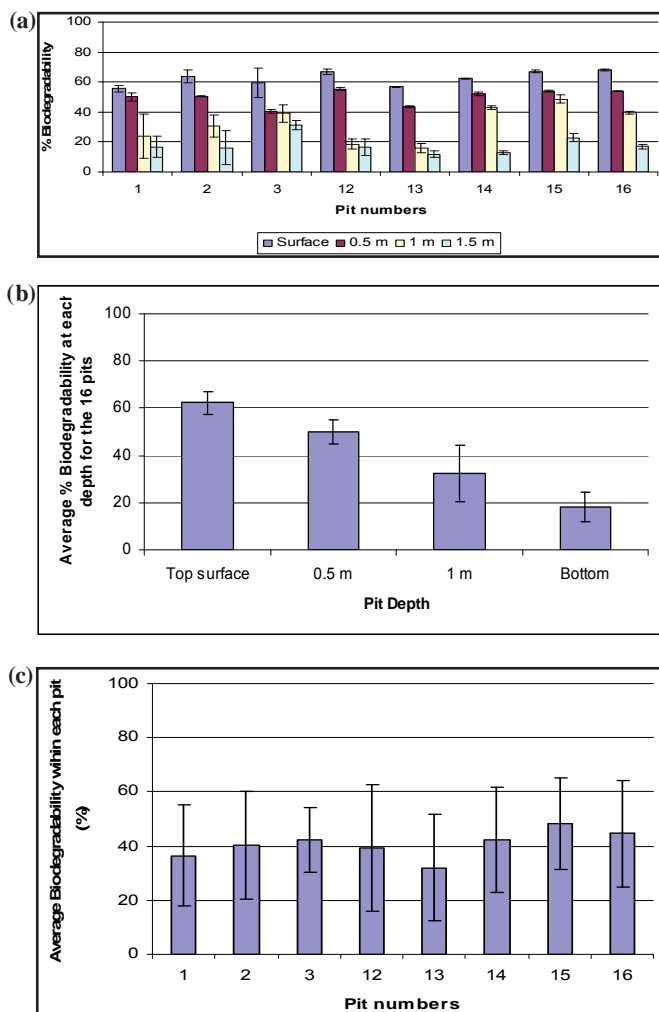 (a)
% Biodegradability
100
80
60
40
20
0
1 2 3 12 13 14 15 16
Pit numbers
Surface 0.5 m 1 m 1.5 m
(b)
Average % Biodegradability at each
depth for the 16 pits
100
80
60
40
20
0
Top surface 0.5 m 1 m Bottom
Pit Depth
(c)
Average Biodegradability wihin each pit
(%)
100
80
60
40
20
0
1 2 3 12 13 14 15 16
Pit numbers